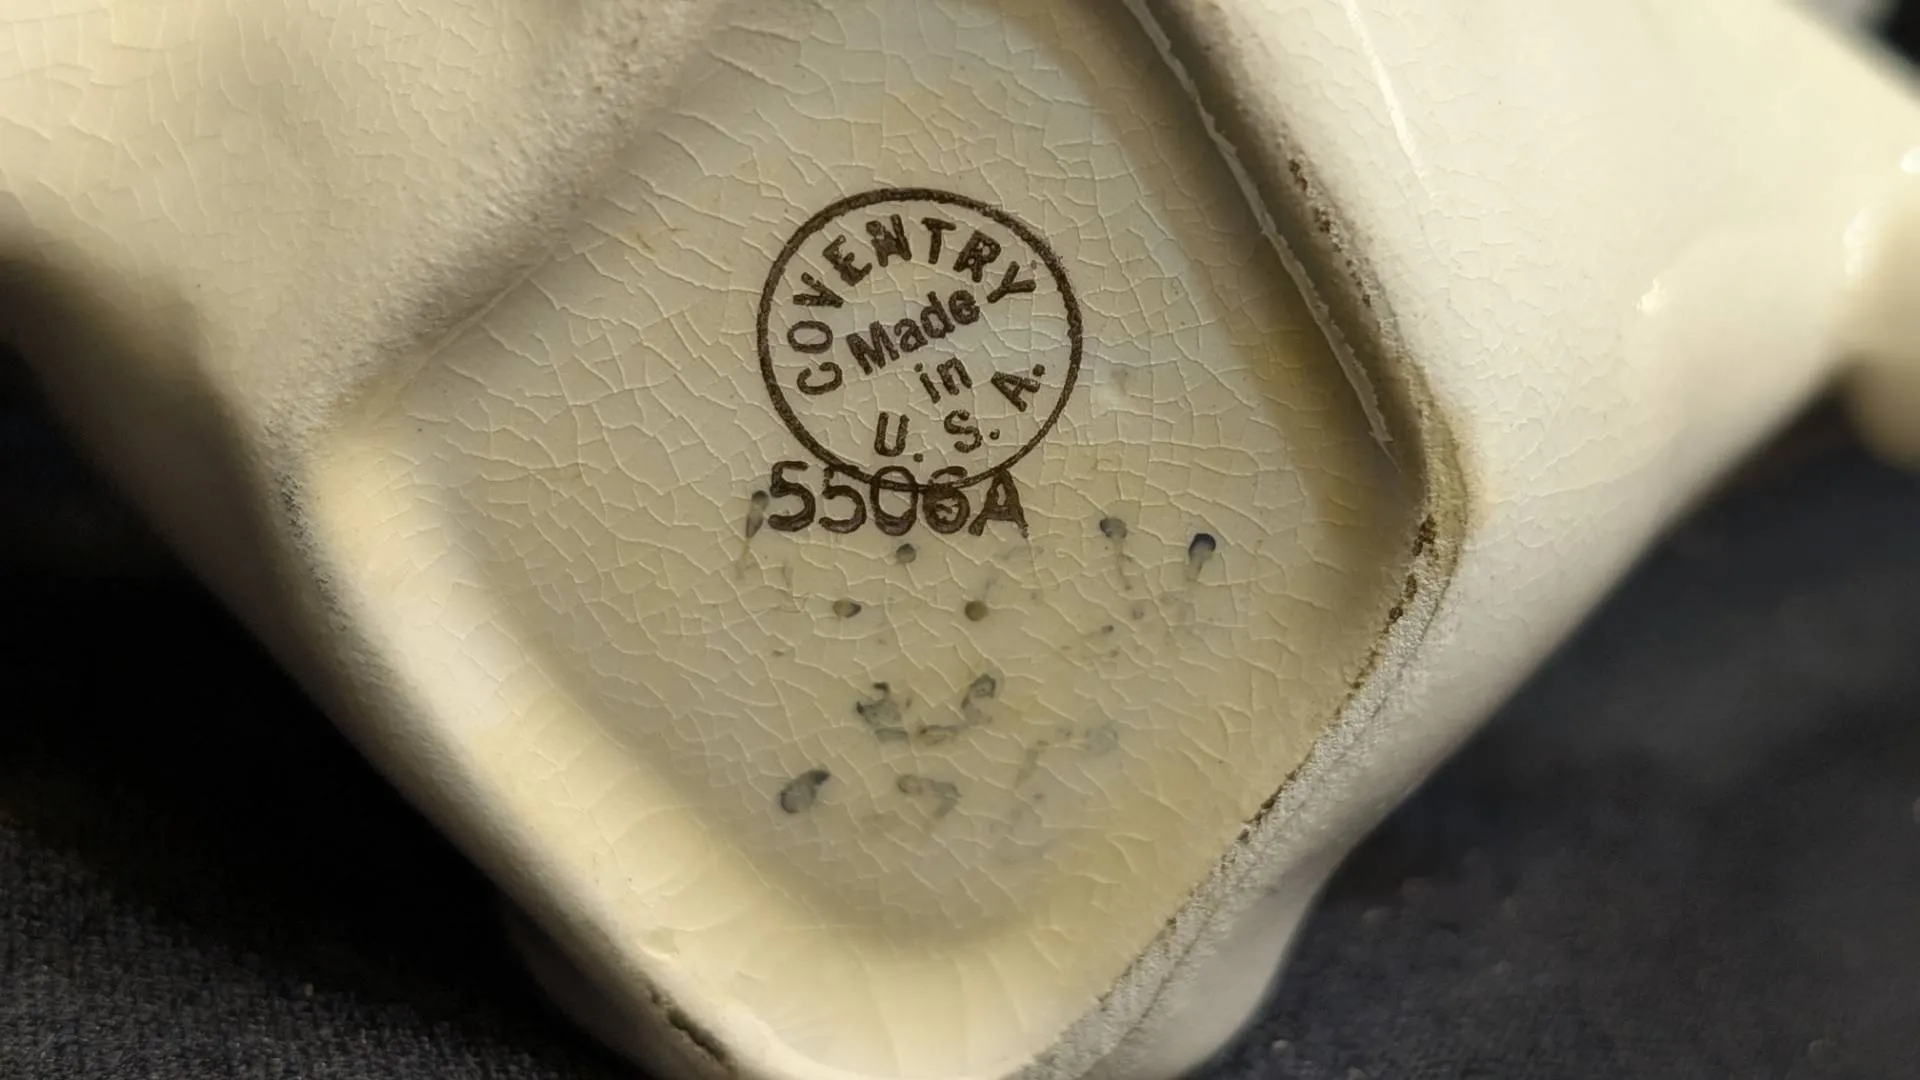 COVENTRY
Made
in
U. S. A.
5506A